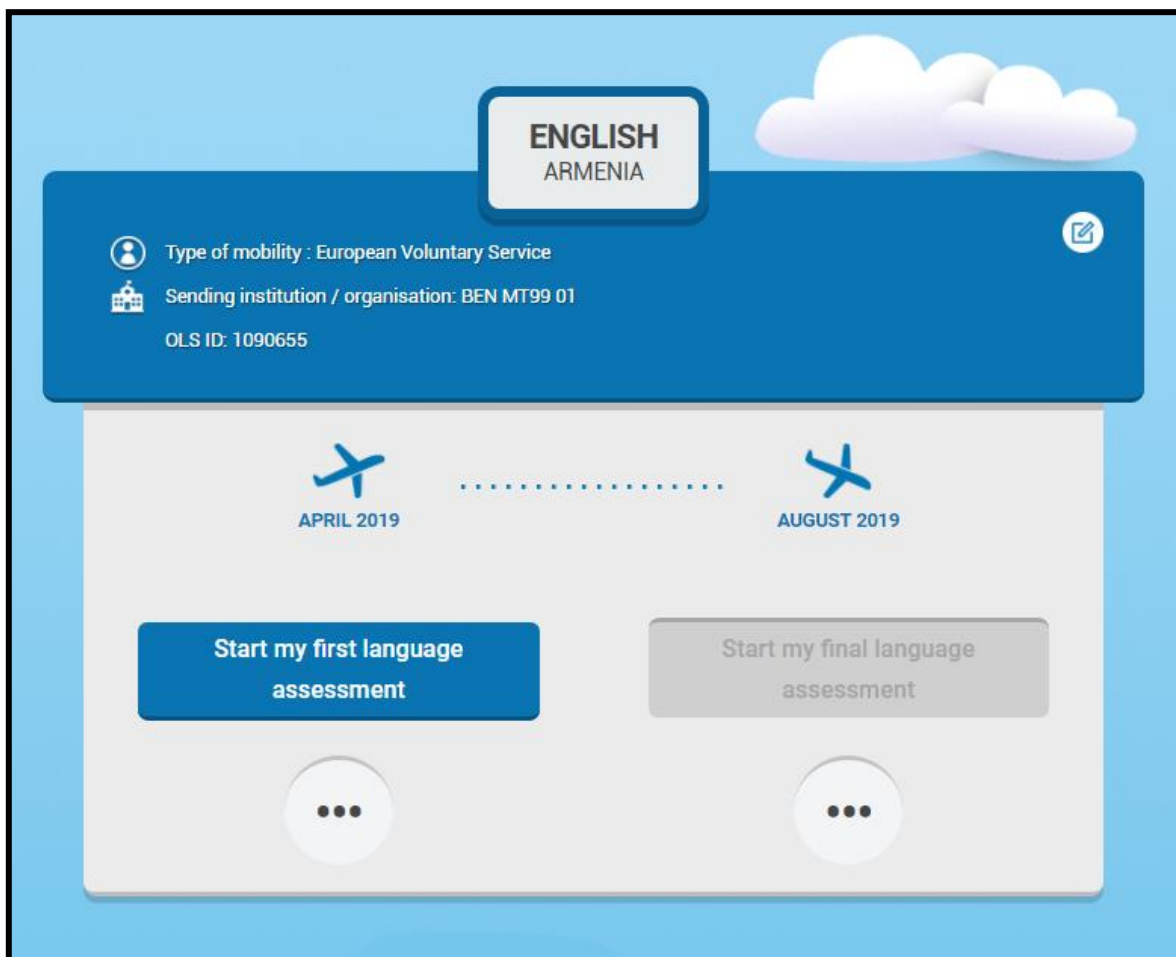 ENGLISH
ARMENIA
Type of mobility : European Voluntary Service
Sending institution / organisation: BEN MT99 01
OLS ID: 1090655
APRIL 2019
AUGUST 2019
Start my first language
assessment
Start my final language
assessment